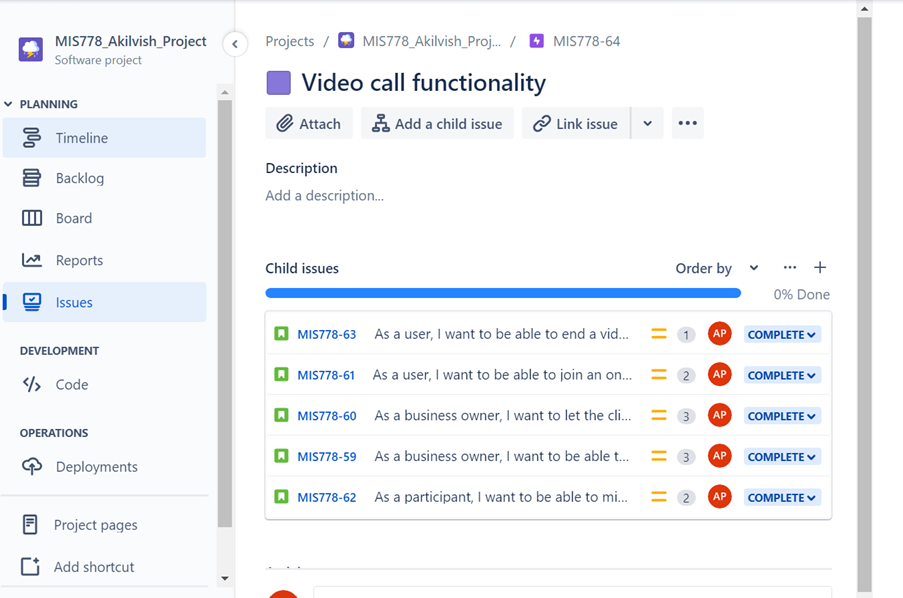 MIS778_Akilvish_Project
Software project
PLANNING
Timeline
Backlog
Board
Reports
Issues
DEVELOPMENT
Code
OPERATIONS
Deployments
Project pages
Add shortcut
Projects / MIS778_Akilvish_Proj... / MIS778-64
Video call functionality
Attach Add a child issue Link issue
Description
Add a description...
Child issues Order by
0% Done
MIS778-63 As a user, I want to be able to end a vid... 1 AP COMPLETE
MIS778-61 As a user, I want to be able to join an on... 2 AP COMPLETE
MIS778-60 As a business owner, I want to let the cli... 3 AP COMPLETE
MIS778-59 As a business owner, I want to be able t... 3 AP COMPLETE
MIS778-62 As a participant, I want to be able to mi... 2 AP COMPLETE